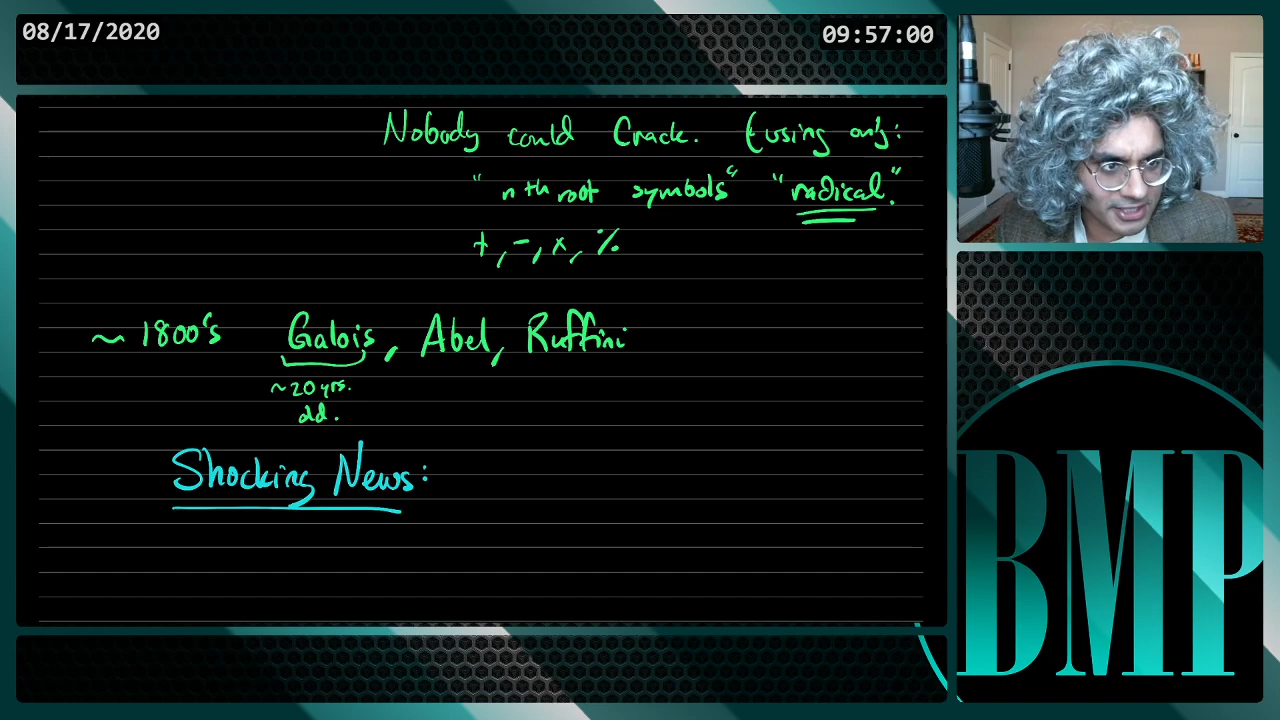 08/17/2020
09:57:00
Nobody could Crack. (using only:
"nth root symbols" "radical."
+, -, x, %
~ 1800's Galois, Abel, Ruffini
~20 yrs.
old.
Shocking News:
BMP